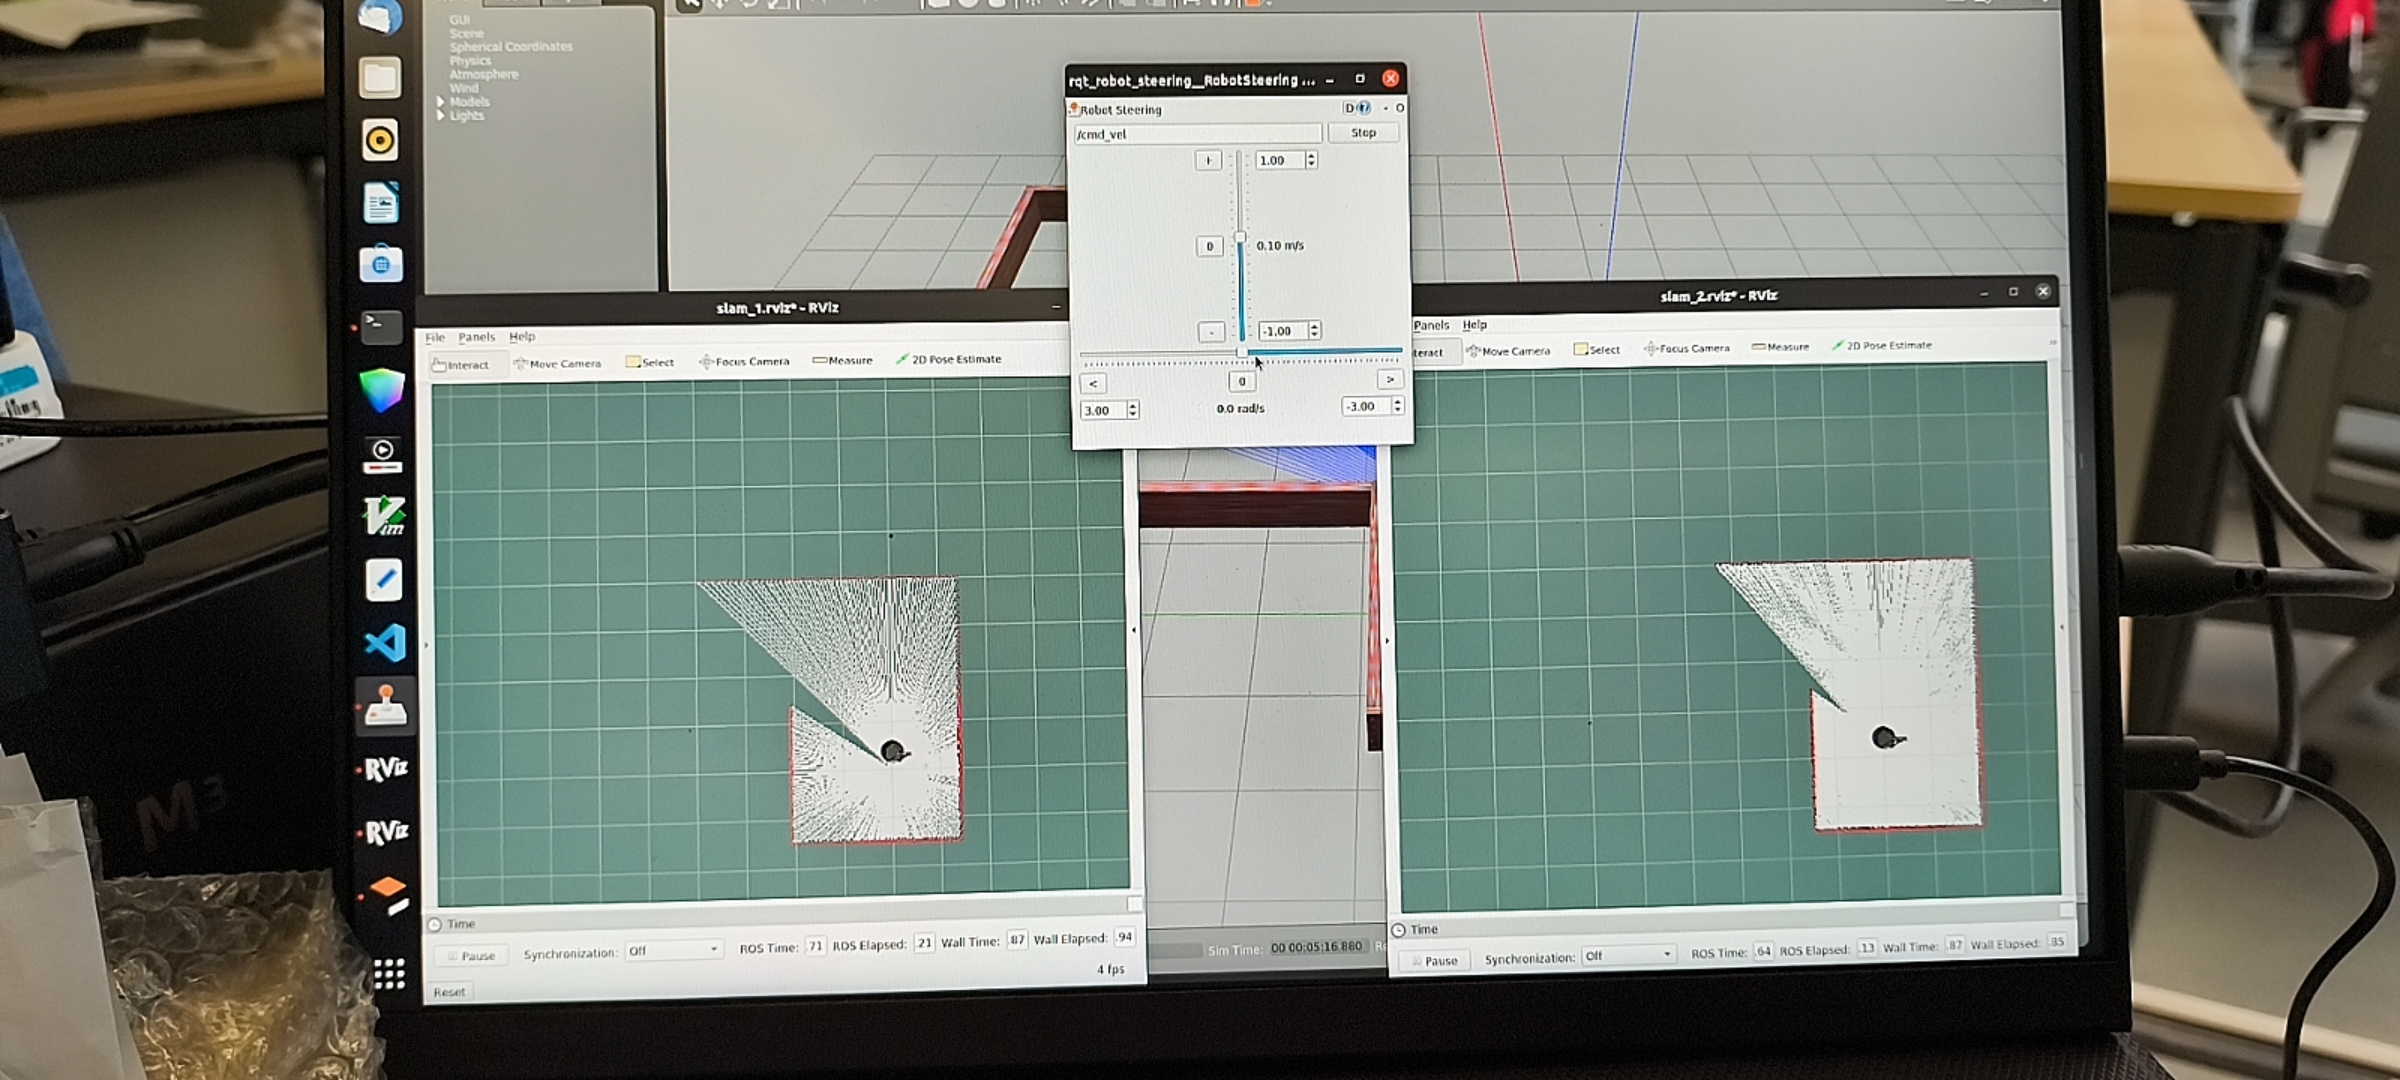 GUI
Scene
Spherical Coordinates
Physics
Atmosphere
Wind
Models
Lights
rqt_robot_steering__RobotSteering ...
Robot Steering
D
- O
/cmd_vel
Stop
+
1.00
0
0.10 m/s
-
-1.00
<
0
>
3.00
0.0 rad/s
-3.00
slam_1.rviz* - RViz
File Panels Help
Interact Move Camera Select Focus Camera Measure 2D Pose Estimate
slam_2.rviz* - RViz
Panels Help
teract Move Camera Select Focus Camera Measure 2D Pose Estimate
Time
Pause Synchronization: Off ROS Time: .71 ROS Elapsed: .21 Wall Time: .87 Wall Elapsed: .94
4 fps
Reset
Sim Time: 00 00:05:16.880
Time
Pause Synchronization: Off ROS Time: .64 ROS Elapsed: .13 Wall Time: .87 Wall Elapsed: .85
Vim
RViz
RViz
M3